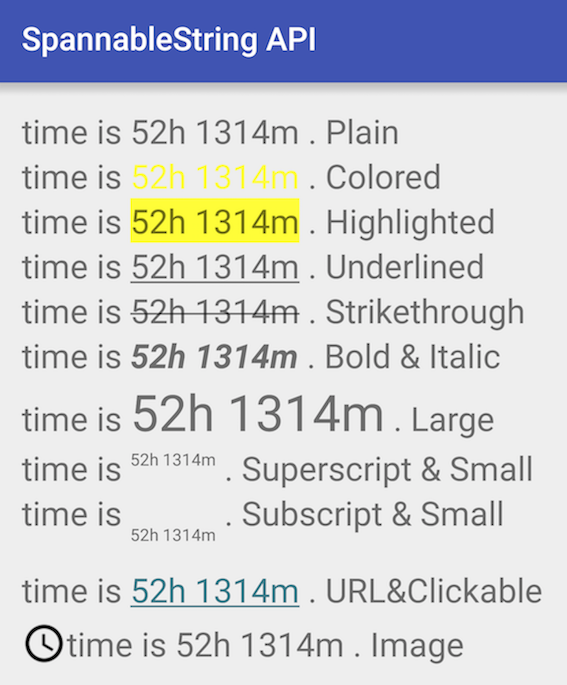 SpannableString API
time is 52h 1314m . Plain
time is 52h 1314m . Colored
time is 52h 1314m . Highlighted
time is 52h 1314m . Underlined
time is 52h 1314m . Strikethrough
time is 52h 1314m . Bold & Italic
time is 52h 1314m . Large
time is 52h 1314m . Superscript & Small
time is 52h 1314m . Subscript & Small
time is 52h 1314m . URL&Clickable
time is 52h 1314m . Image